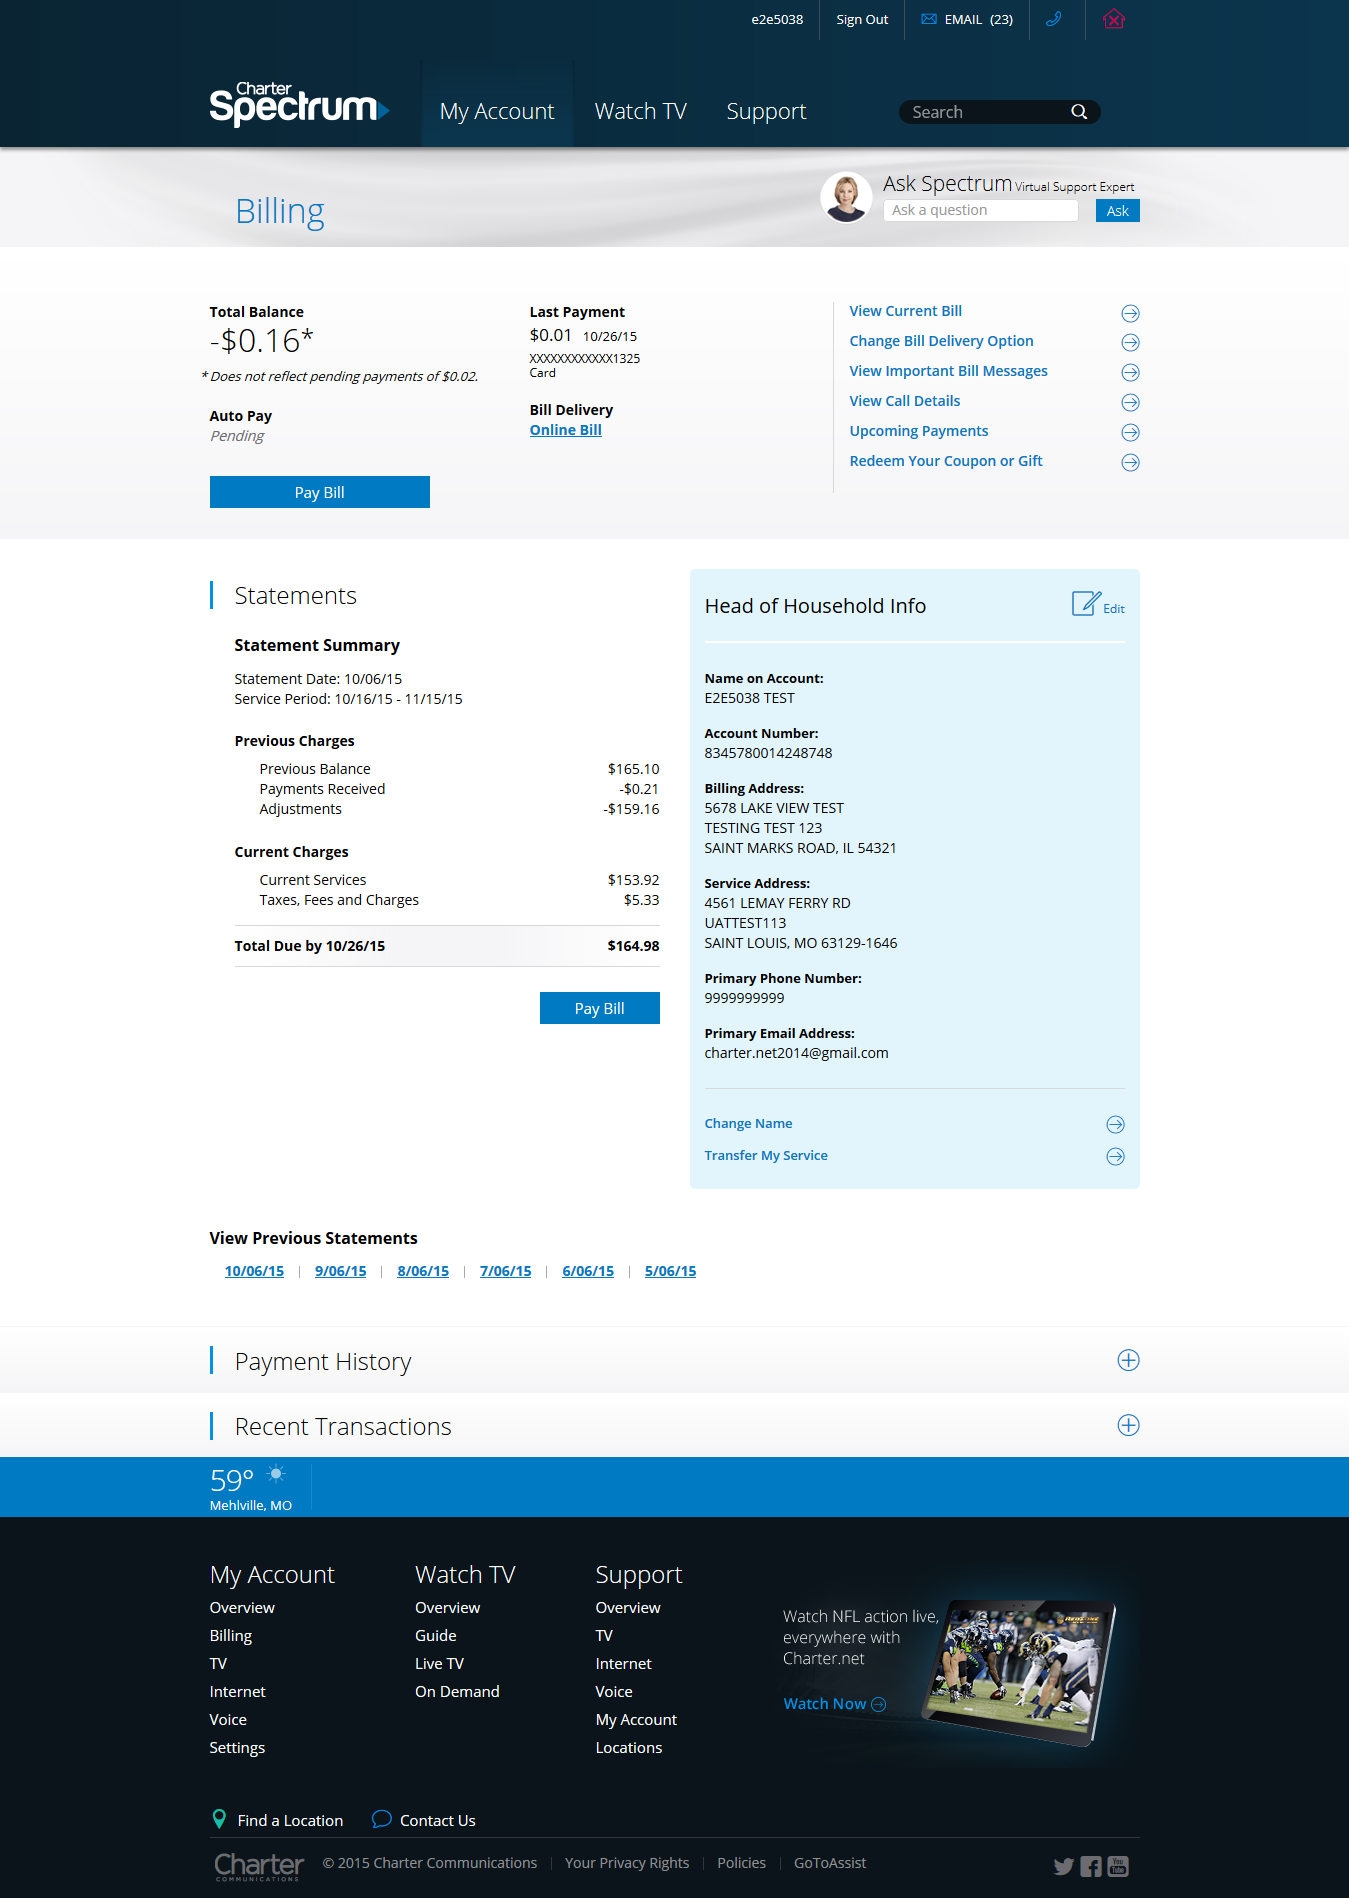 e2e5038
Sign Out
EMAIL (23)
Charter
Spectrum
My Account
Watch TV
Support
Search
Billing
Ask Spectrum Virtual Support Expert
Ask a question
Ask
Total Balance
-$0.16*
* Does not reflect pending payments of $0.02.
Auto Pay
Pending
Pay Bill
Last Payment
$0.01 10/26/15
XXXXXXXXXXXX1325
Card
Bill Delivery
Online Bill
View Current Bill
Change Bill Delivery Option
View Important Bill Messages
View Call Details
Upcoming Payments
Redeem Your Coupon or Gift
Statements
Statement Summary
Statement Date: 10/06/15
Service Period: 10/16/15 - 11/15/15
Previous Charges
Previous Balance $165.10
Payments Received -$0.21
Adjustments -$159.16
Current Charges
Current Services $153.92
Taxes, Fees and Charges $5.33
Total Due by 10/26/15 $164.98
Pay Bill
Head of Household Info
Edit
Name on Account:
E2E5038 TEST
Account Number:
8345780014248748
Billing Address:
5678 LAKE VIEW TEST
TESTING TEST 123
SAINT MARKS ROAD, IL 54321
Service Address:
4561 LEMAY FERRY RD
UATTEST113
SAINT LOUIS, MO 63129-1646
Primary Phone Number:
9999999999
Primary Email Address:
charter.net2014@gmail.com
Change Name
Transfer My Service
View Previous Statements
10/06/15 | 9/06/15 | 8/06/15 | 7/06/15 | 6/06/15 | 5/06/15
Payment History
Recent Transactions
59°
Mehlville, MO
My Account
Overview
Billing
TV
Internet
Voice
Settings
Watch TV
Overview
Guide
Live TV
On Demand
Support
Overview
TV
Internet
Voice
My Account
Locations
Watch NFL action live,
everywhere with
Charter.net
Watch Now
REDZONE
Find a Location
Contact Us
Charter
COMMUNICATIONS
© 2015 Charter Communications | Your Privacy Rights | Policies | GoToAssist
You
Tube